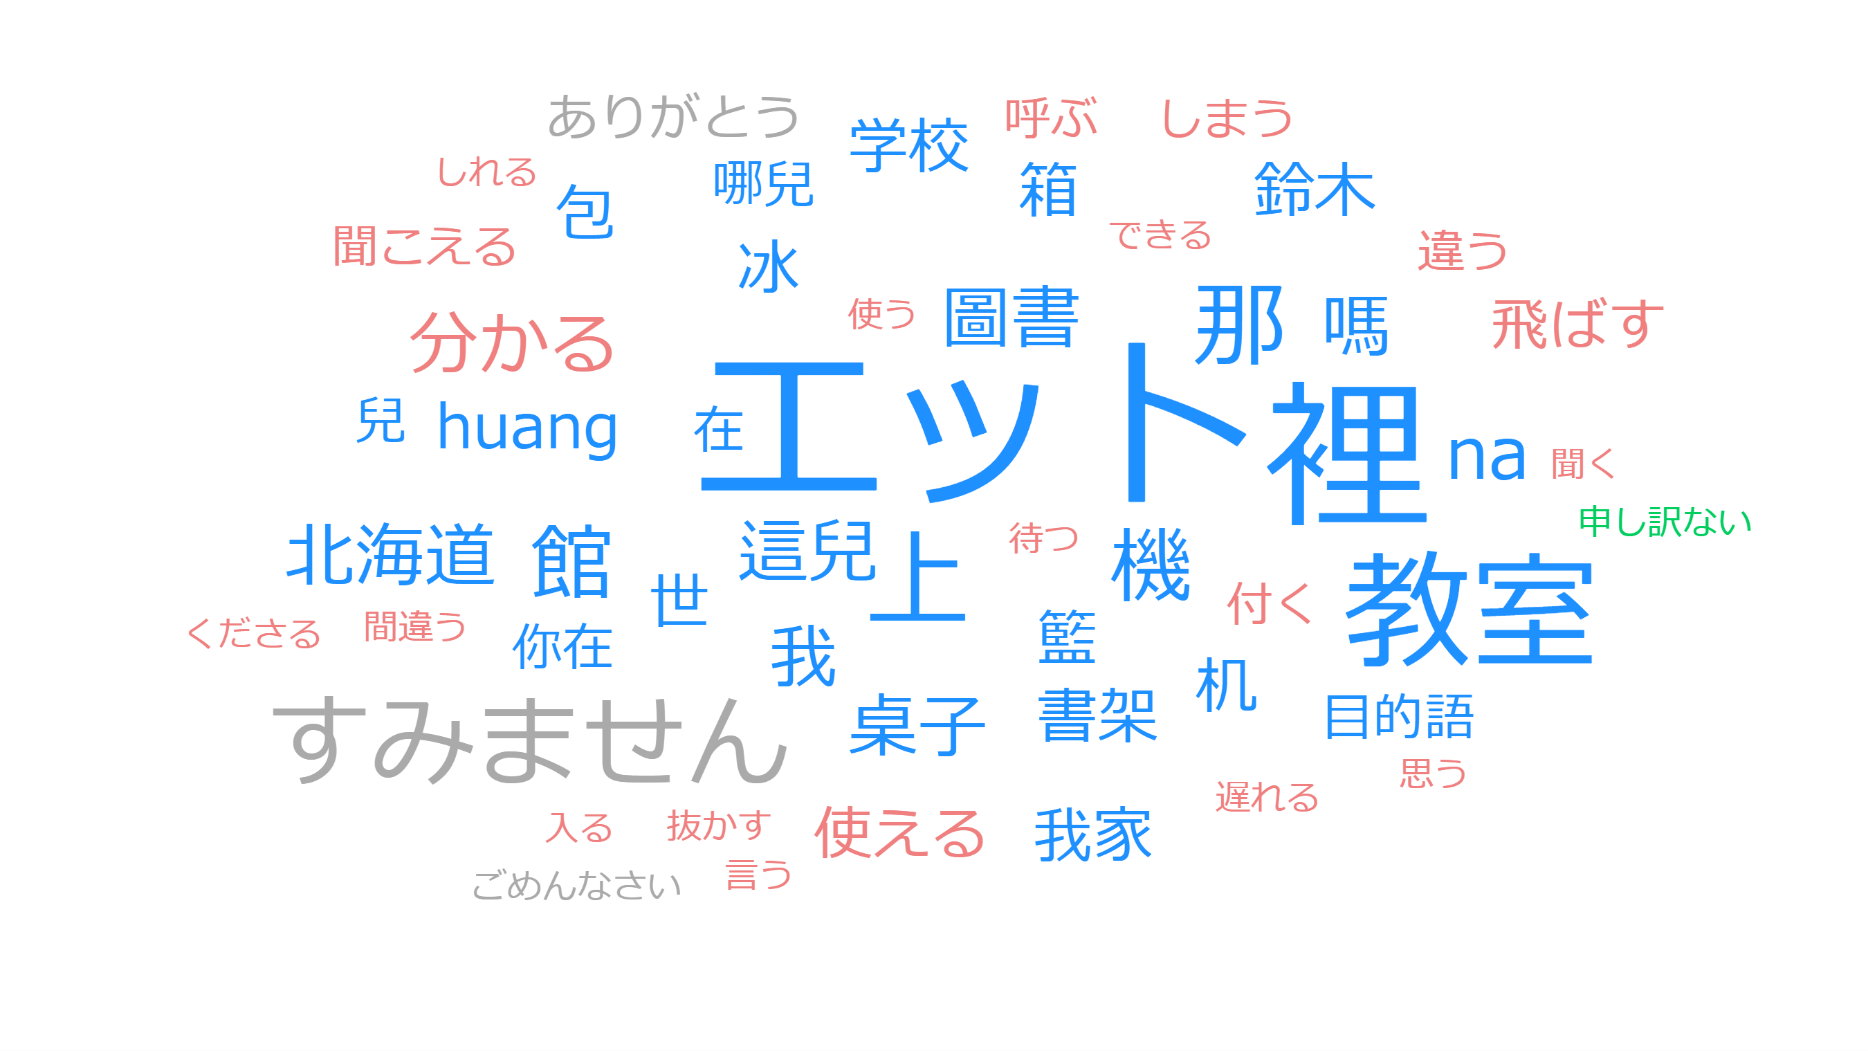 ありがとう
学校
呼ぶ
しまう
しれる
包
哪兒
箱
鈴木
聞こえる
冰
できる
違う
分かる
使う
圖書
那
嗎
飛ばす
兒
huang
在
エット
裡
na
聞く
北海道
館
世
這兒
上
待つ
機
申し訳ない
教室
くださる
間違う
你在
我
籃
付く
机
すみません
桌子
書架
目的語
思う
入る
抜かす
使える
我家
遅れる
ごめんなさい
言う